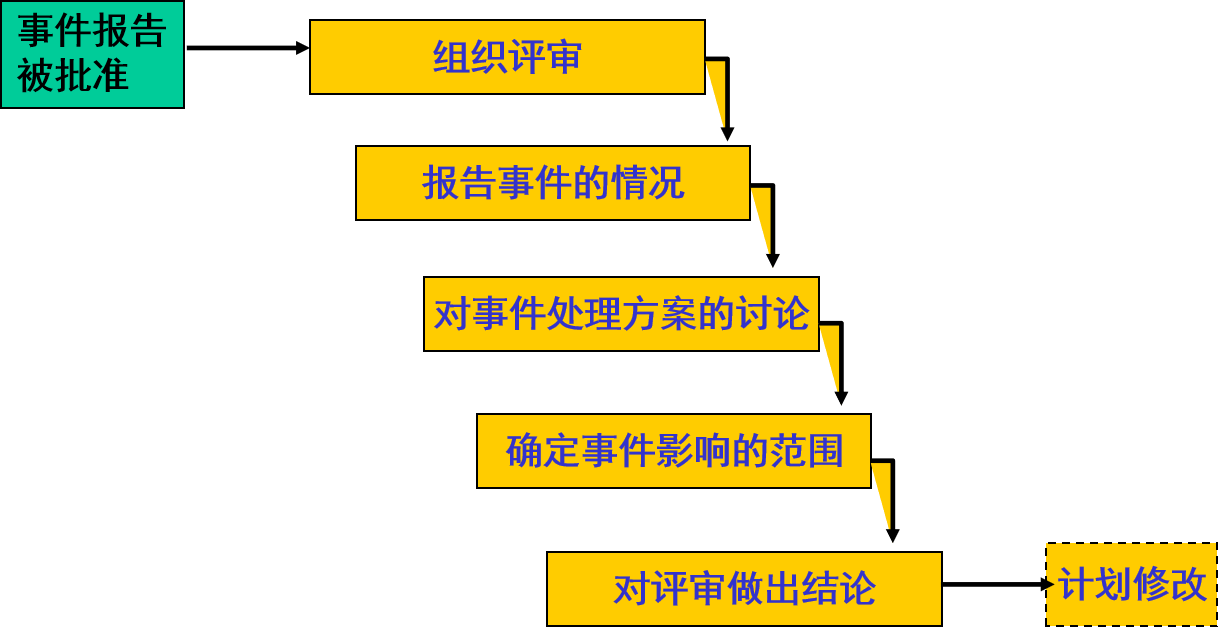 事件报告
被批准
组织评审
报告事件的情况
对事件处理方案的讨论
确定事件影响的范围
对评审做出结论
计划修改